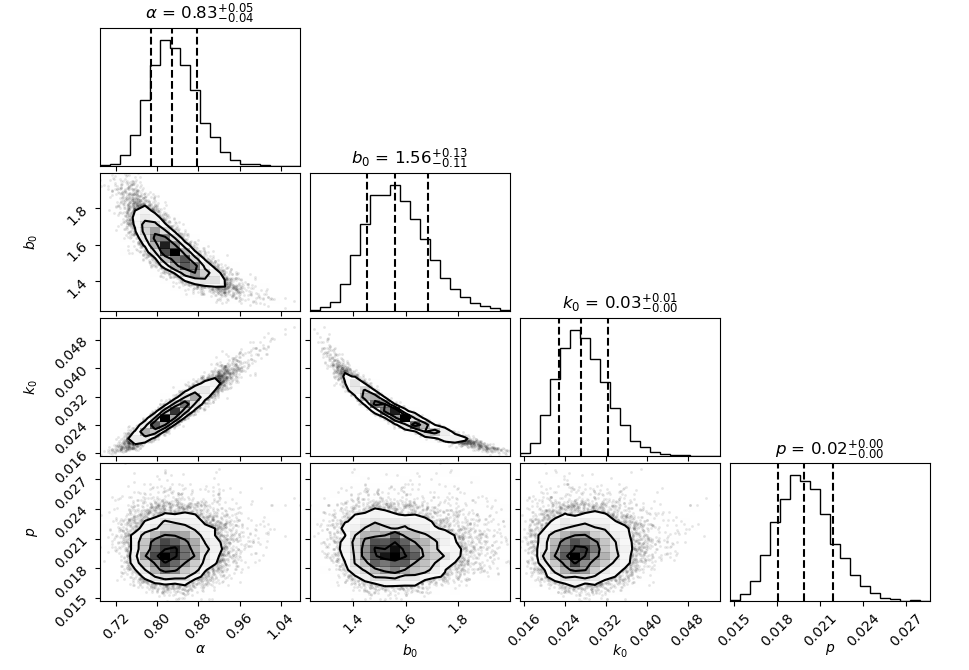 α = 0.83+0.05−0.04
b0 = 1.56+0.13−0.11
b0
1.8
1.6
1.4
k0 = 0.03+0.01−0.00
k0
0.048
0.040
0.032
0.024
0.016
p = 0.02+0.00−0.00
p
0.027
0.024
0.021
0.018
0.015
0.72 0.80 0.88 0.96 1.04
1.4 1.6 1.8
0.016 0.024 0.032 0.040 0.048
0.015 0.018 0.021 0.024 0.027
α b0 k0 p